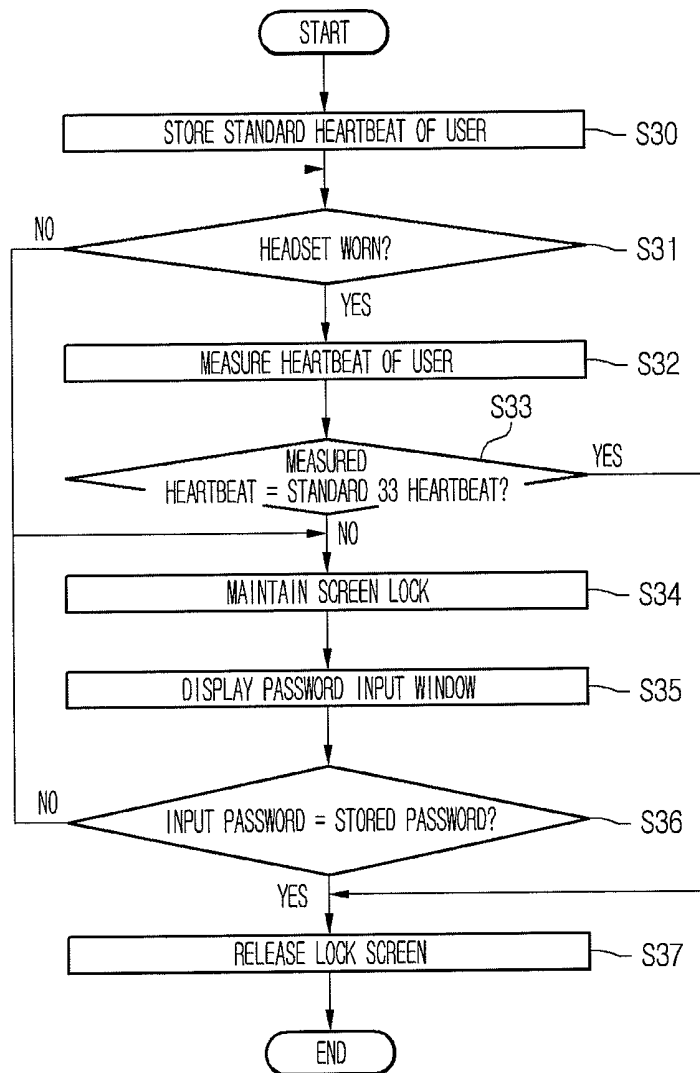 START
STORE STANDARD HEARTBEAT OF USER
S30
NO
HEADSET WORN?
S31
YES
MEASURE HEARTBEAT OF USER
S32
S33
MEASURED
YES
HEARTBEAT = STANDARD 33 HEARTBEAT?
NO
MAINTAIN SCREEN LOCK
S34
DISPLAY PASSWORD INPUT WINDOW
S35
NO
INPUT PASSWORD = STORED PASSWORD?
S36
YES
RELEASE LOCK SCREEN
S37
END